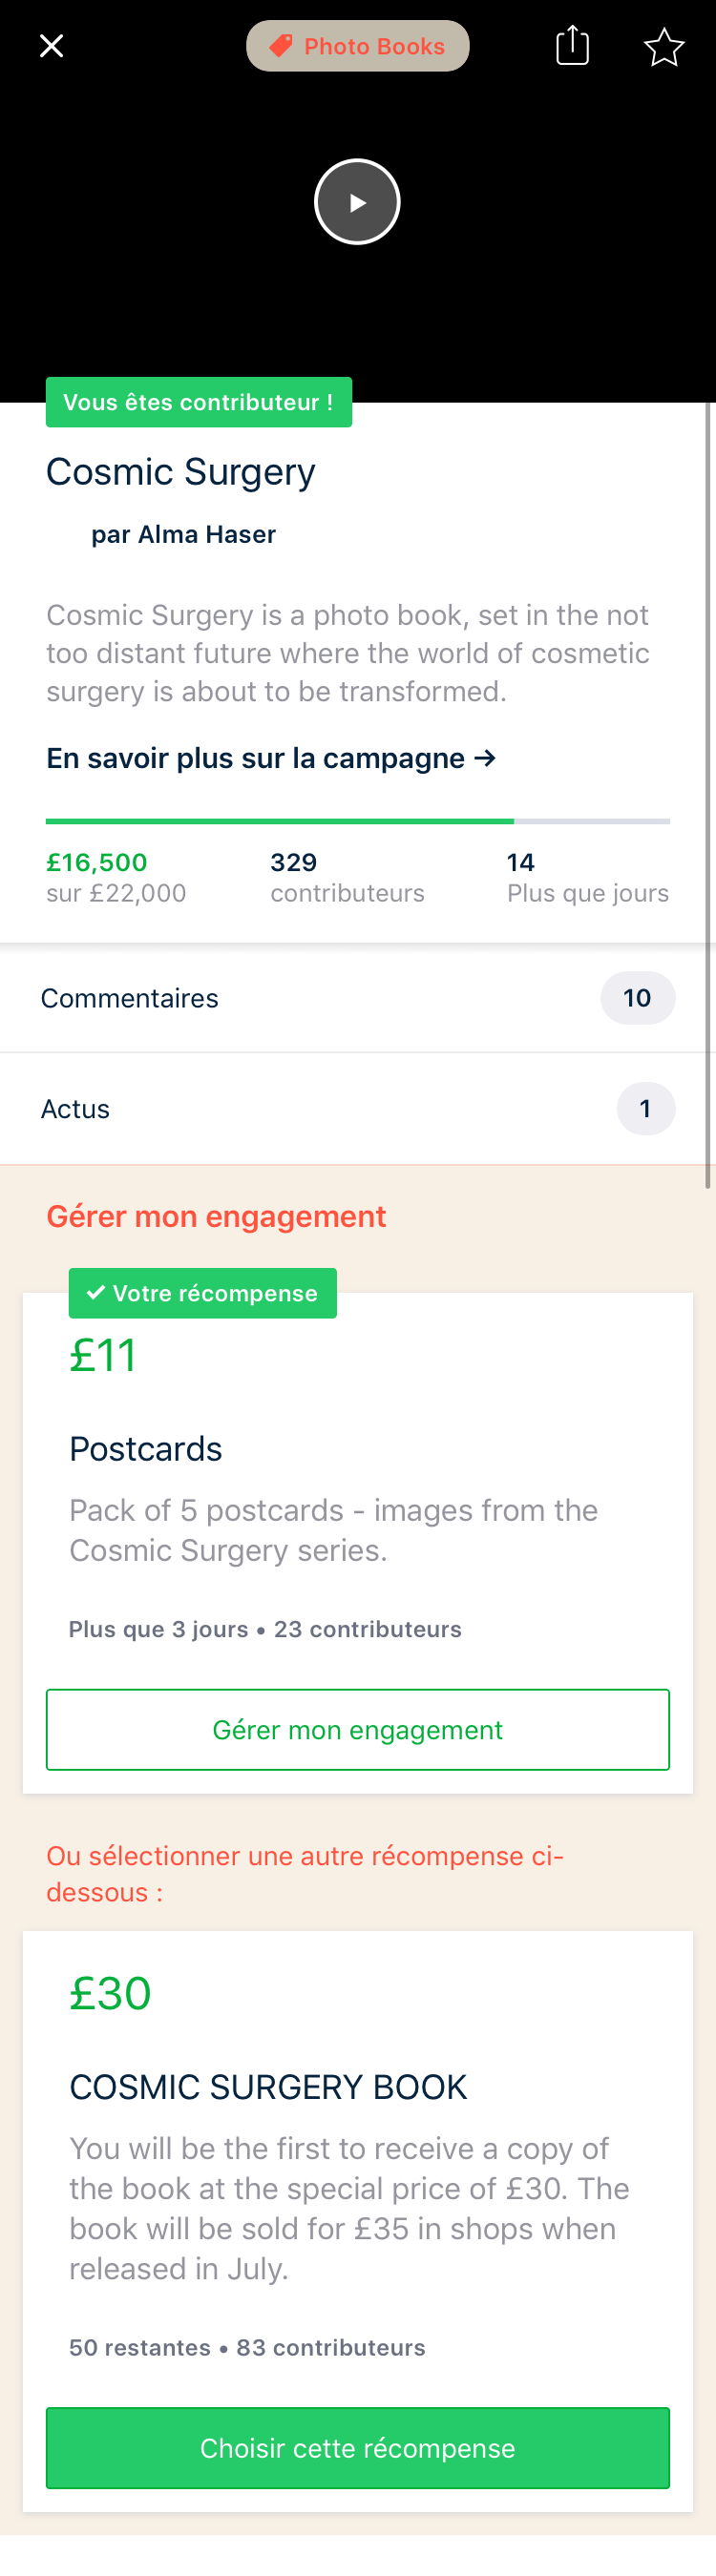 Photo Books
Vous êtes contributeur !
Cosmic Surgery
par Alma Haser
Cosmic Surgery is a photo book, set in the not
too distant future where the world of cosmetic
surgery is about to be transformed.
En savoir plus sur la campagne →
£16,500 329 14
sur £22,000 contributeurs Plus que jours
Commentaires 10
Actus 1
Gérer mon engagement
✓ Votre récompense
£11
Postcards
Pack of 5 postcards - images from the
Cosmic Surgery series.
Plus que 3 jours • 23 contributeurs
Gérer mon engagement
Ou sélectionner une autre récompense ci-
dessous :
£30
COSMIC SURGERY BOOK
You will be the first to receive a copy of
the book at the special price of £30. The
book will be sold for £35 in shops when
released in July.
50 restantes • 83 contributeurs
Choisir cette récompense